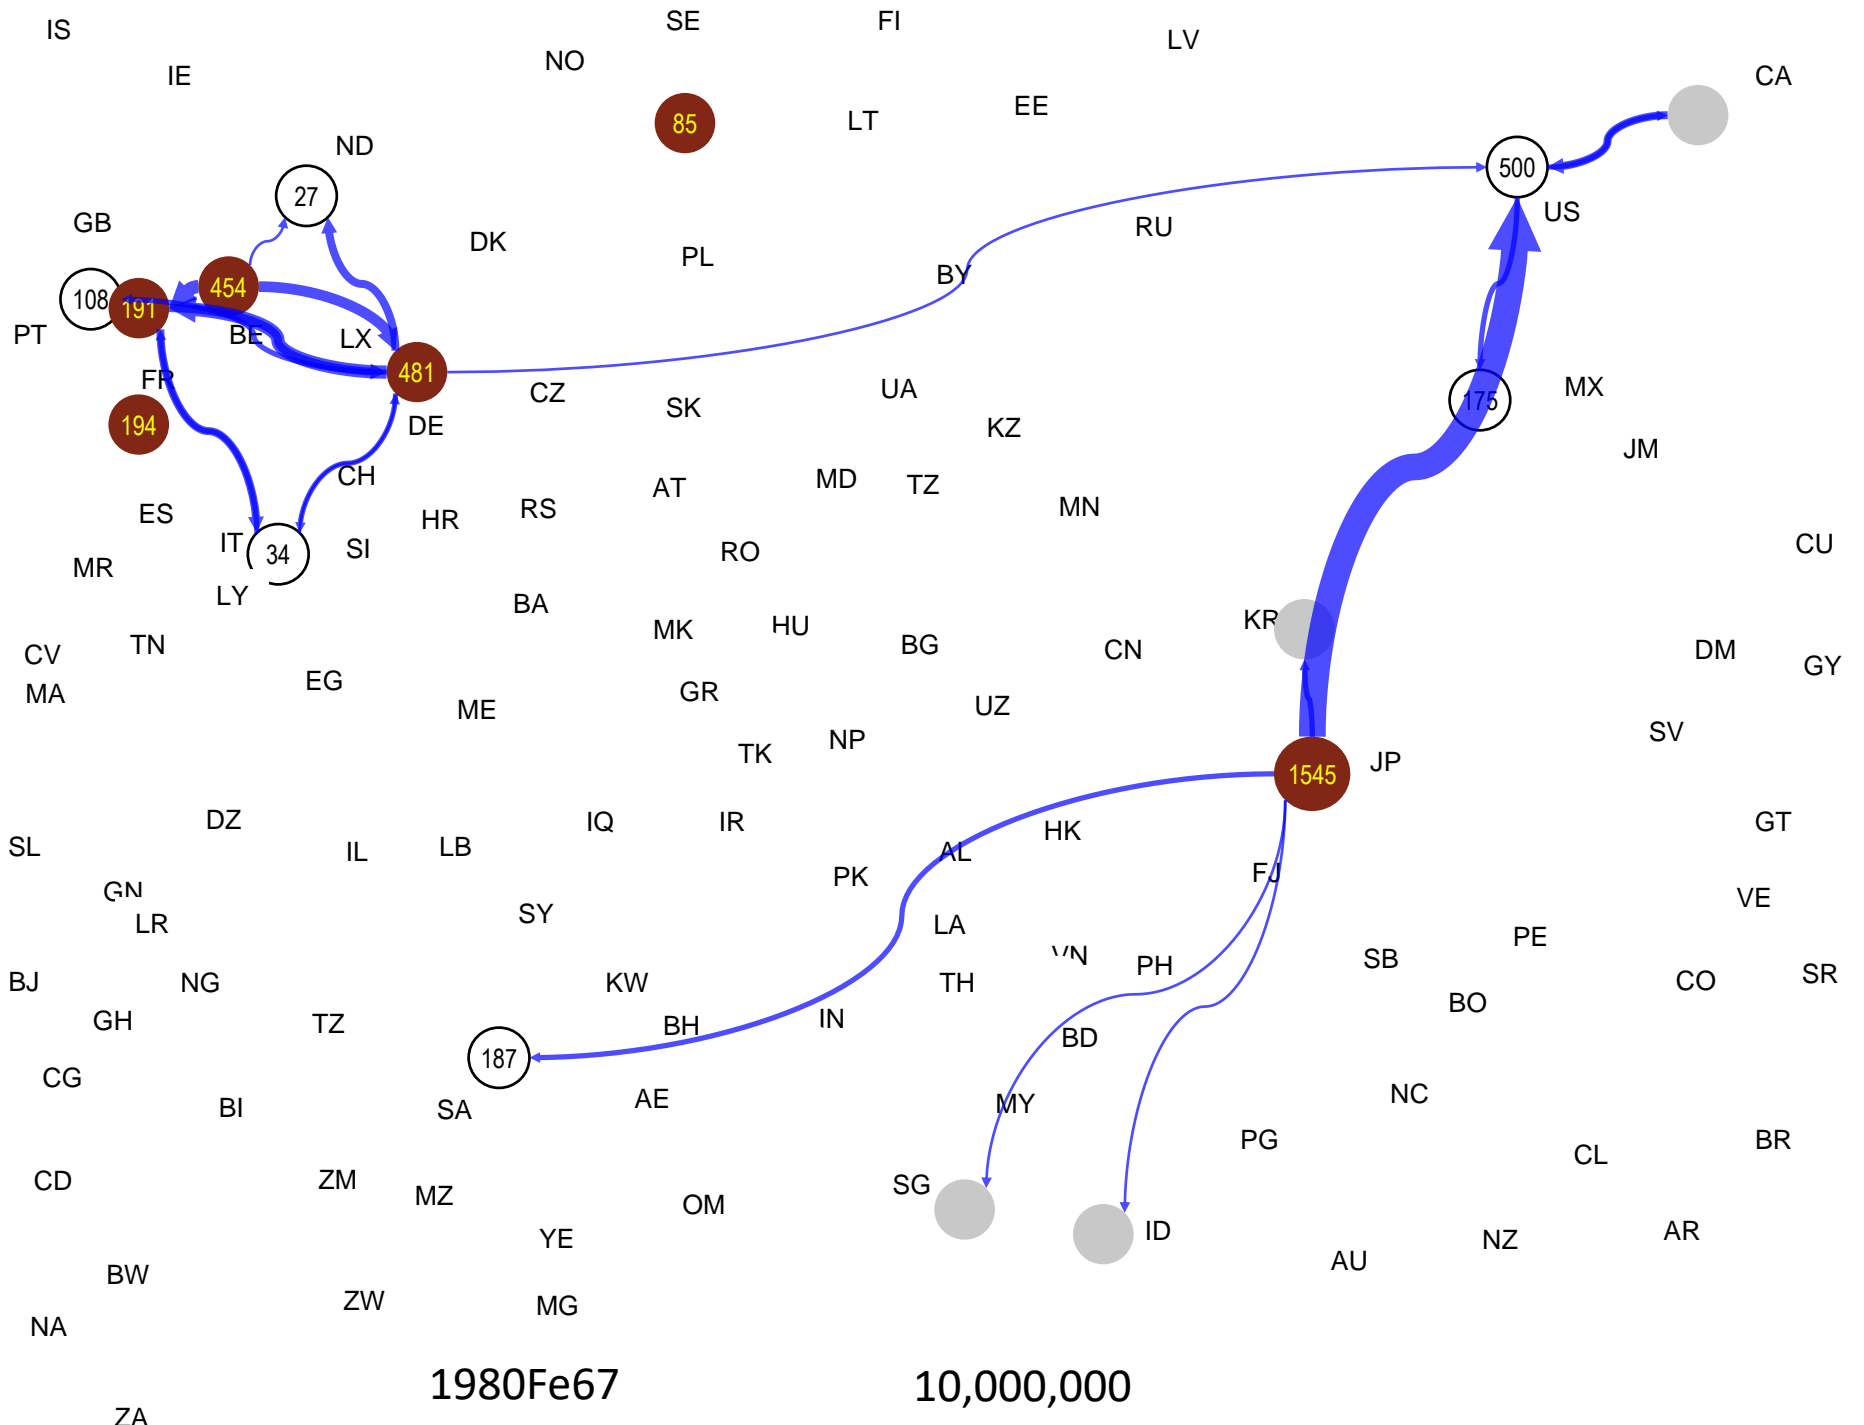 IS
SE
FI
LV
NO
IE
CA
85
LT
EE
ND
500
27
US
GB
DK
PL
RU
BY
454
108
191
PT
BE
LX
481
FR
CZ
UA
MX
175
194
DE
SK
KZ
JM
CH
AT
MD
TZ
MN
ES
HR
RS
IT
34
SI
RO
CU
MR
LY
BA
KR
MK
HU
TN
BG
CN
DM
GY
CV
MA
EG
GR
ME
UZ
SV
TK
NP
JP
1545
DZ
IQ
IR
HK
GT
SL
IL
LB
AL
PK
FJ
GN
LR
SY
LA
VE
PE
VN
PH
SB
BJ
NG
KW
TH
CO
SR
BO
GH
TZ
BH
IN
BD
187
CG
BI
SA
AE
MY
NC
PG
BR
CL
CD
ZM
MZ
OM
SG
YE
ID
AU
NZ
AR
BW
ZW
MG
NA
1980Fe67
10,000,000
ZA